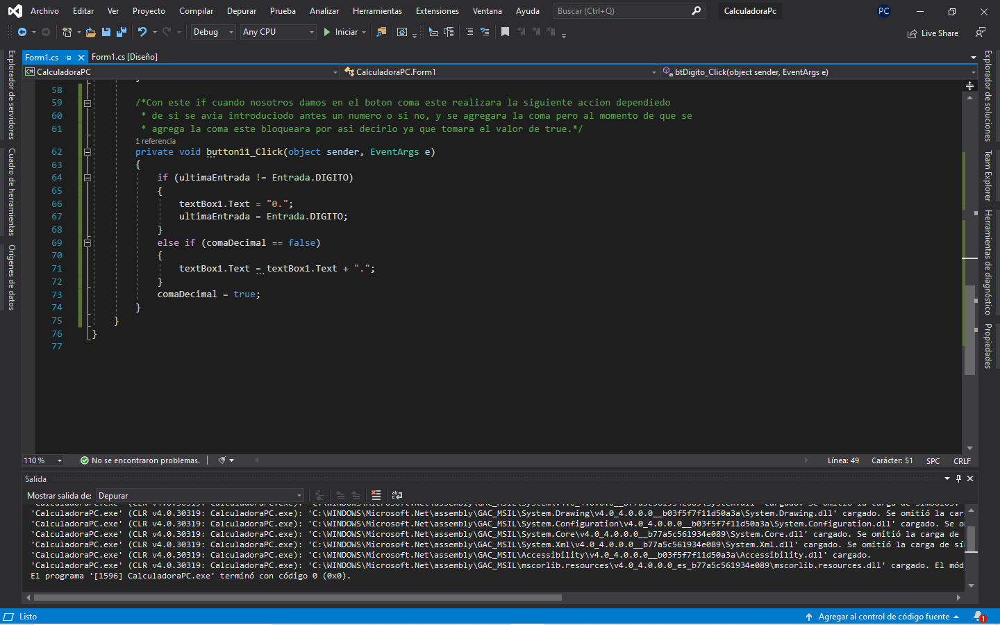 Archivo Editar Ver Proyecto Compilar Depurar Prueba Analizar Herramientas Extensiones Ventana Ayuda Buscar (Ctrl+Q) CalculadoraPc PC
Debug Any CPU Iniciar Live Share
Form1.cs Form1.cs [Diseño]
C# CalculadoraPC CalculadoraPC.Form1 btDigito_Click(object sender, EventArgs e)
Explorador de servidores
Cuadro de herramientas
Orígenes de datos
58
59 /*Con este if cuando nosotros damos en el boton coma este realizara la siguiente accion dependiedo
60 * de si se avia introduciodo antes un numero o si no, y se agregara la coma pero al momento de que se
61 * agrega la coma este bloqueara por asi decirlo ya que tomara el valor de true.*/
1 referencia
62 private void button11_Click(object sender, EventArgs e)
63 {
64 if (ultimaEntrada != Entrada.DIGITO)
65 {
66 textBox1.Text = "0.";
67 ultimaEntrada = Entrada.DIGITO;
68 }
69 else if (comaDecimal == false)
70 {
71 textBox1.Text = textBox1.Text + ".";
72 }
73 comaDecimal = true;
74 }
75 }
76 }
77
Explorador de soluciones
Team Explorer
Herramientas de diagnóstico
Propiedades
110 % No se encontraron problemas. Línea: 49 Carácter: 51 SPC CRLF
Salida
Mostrar salida de: Depurar
'CalculadoraPC.exe' (CLR v4.0.30319: CalculadoraPC.exe): 'C:\WINDOWS\Microsoft.Net\assembly\GAC_MSIL\System.Drawing\v4.0_4.0.0.0__b03f5f7f11d50a3a\System.Drawing.dll' cargado. Se omitió la car
'CalculadoraPC.exe' (CLR v4.0.30319: CalculadoraPC.exe): 'C:\WINDOWS\Microsoft.Net\assembly\GAC_MSIL\System.Configuration\v4.0_4.0.0.0__b03f5f7f11d50a3a\System.Configuration.dll' cargado. Se o
'CalculadoraPC.exe' (CLR v4.0.30319: CalculadoraPC.exe): 'C:\WINDOWS\Microsoft.Net\assembly\GAC_MSIL\System.Core\v4.0_4.0.0.0__b77a5c561934e089\System.Core.dll' cargado. Se omitió la carga de
'CalculadoraPC.exe' (CLR v4.0.30319: CalculadoraPC.exe): 'C:\WINDOWS\Microsoft.Net\assembly\GAC_MSIL\System.Xml\v4.0_4.0.0.0__b77a5c561934e089\System.Xml.dll' cargado. Se omitió la carga de sí
'CalculadoraPC.exe' (CLR v4.0.30319: CalculadoraPC.exe): 'C:\WINDOWS\Microsoft.Net\assembly\GAC_MSIL\Accessibility\v4.0_4.0.0.0__b03f5f7f11d50a3a\Accessibility.dll' cargado.
'CalculadoraPC.exe' (CLR v4.0.30319: CalculadoraPC.exe): 'C:\WINDOWS\Microsoft.Net\assembly\GAC_MSIL\mscorlib.resources\v4.0_4.0.0.0_es_b77a5c561934e089\mscorlib.resources.dll' cargado. El mód
El programa '[1596] CalculadoraPC.exe' terminó con código 0 (0x0).
Listo Agregar al control de código fuente 1